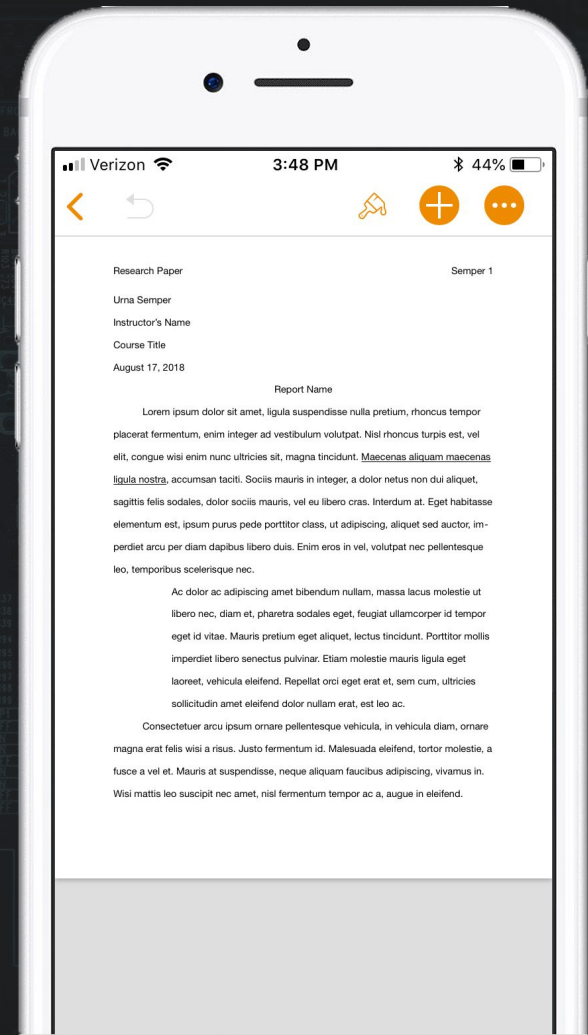 Verizon 3:48 PM 44%
Research Paper Semper 1
Urna Semper
Instructor's Name
Course Title
August 17, 2018
Report Name
Lorem ipsum dolor sit amet, ligula suspendisse nulla pretium, rhoncus tempor
placerat fermentum, enim integer ad vestibulum volutpat. Nisl rhoncus turpis est, vel
elit, congue wisi enim nunc ultricies sit, magna tincidunt. Maecenas aliquam maecenas
ligula nostra, accumsan taciti. Sociis mauris in integer, a dolor netus non dui aliquet,
sagittis felis sodales, dolor sociis mauris, vel eu libero cras. Interdum at. Eget habitasse
elementum est, ipsum purus pede porttitor class, ut adipiscing, aliquet sed auctor, im-
perdiet arcu per diam dapibus libero duis. Enim eros in vel, volutpat nec pellentesque
leo, temporibus scelerisque nec.
Ac dolor ac adipiscing amet bibendum nullam, massa lacus molestie ut
libero nec, diam et, pharetra sodales eget, feugiat ullamcorper id tempor
eget id vitae. Mauris pretium eget aliquet, lectus tincidunt. Porttitor mollis
imperdiet libero senectus pulvinar. Etiam molestie mauris ligula eget
laoreet, vehicula eleifend. Repellat orci eget erat et, sem cum, ultricies
sollicitudin amet eleifend dolor nullam erat, est leo ac.
Consectetuer arcu ipsum ornare pellentesque vehicula, in vehicula diam, ornare
magna erat felis wisi a risus. Justo fermentum id. Malesuada eleifend, tortor molestie, a
fusce a vel et. Mauris at suspendisse, neque aliquam faucibus adipiscing, vivamus in.
Wisi mattis leo suscipit nec amet, nisl fermentum tempor ac a, augue in eleifend.